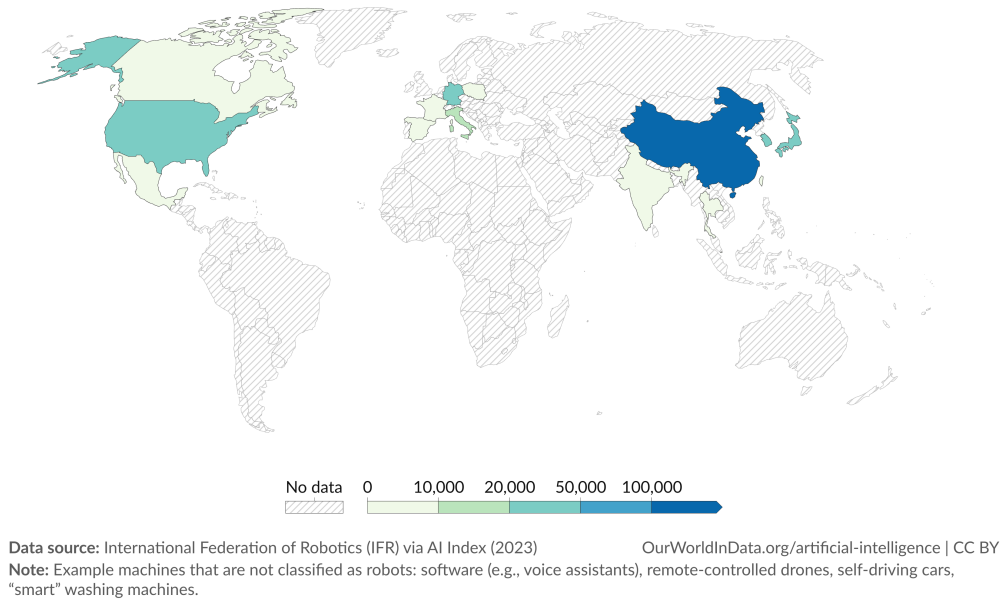 No data
0
10,000
20,000
50,000
100,000
Data source: International Federation of Robotics (IFR) via AI Index (2023)
OurWorldInData.org/artificial-intelligence | CC BY
Note: Example machines that are not classified as robots: software (e.g., voice assistants), remote-controlled drones, self-driving cars,
“smart” washing machines.